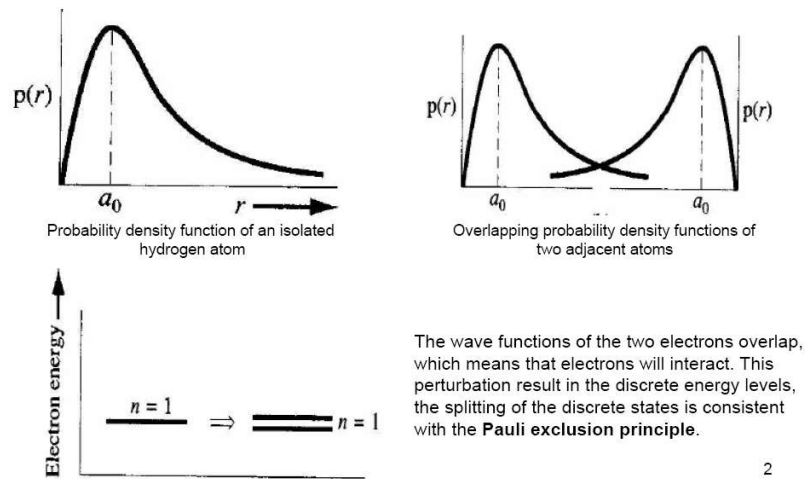 p(r)
a₀
r
Probability density function of an isolated
hydrogen atom
p(r)
p(r)
a₀
a₀
Overlapping probability density functions of
two adjacent atoms
Electron energy
n = 1
⇒
n = 1
The wave functions of the two electrons overlap,
which means that electrons will interact. This
perturbation result in the discrete energy levels,
the splitting of the discrete states is consistent
with the Pauli exclusion principle.
2